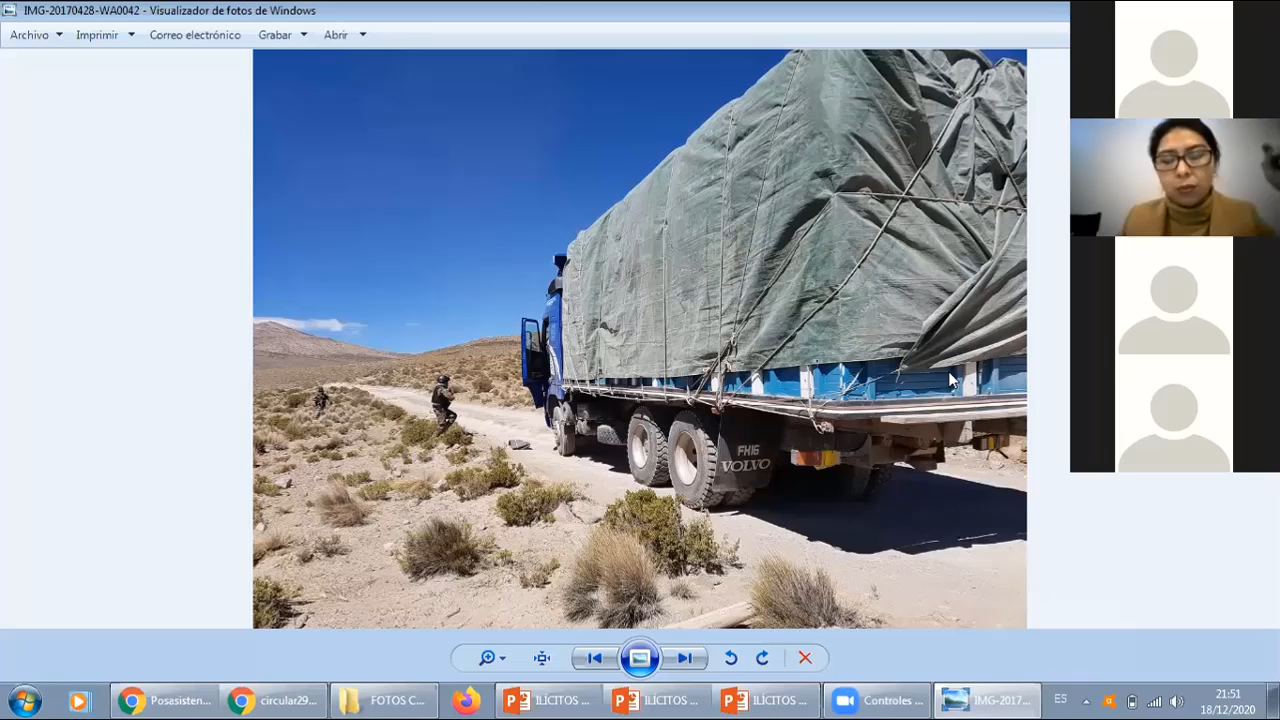 IMG-20170428-WA0042 - Visualizador de fotos de Windows
Archivo Imprimir Correo electrónico Grabar Abrir
FH16
VOLVO
Posasisten...
circular29...
FOTOS C...
ILÍCITOS ...
ILÍCITOS ...
ILÍCITOS ...
Controles ...
IMG-2017...
ES
21:51
18/12/2020